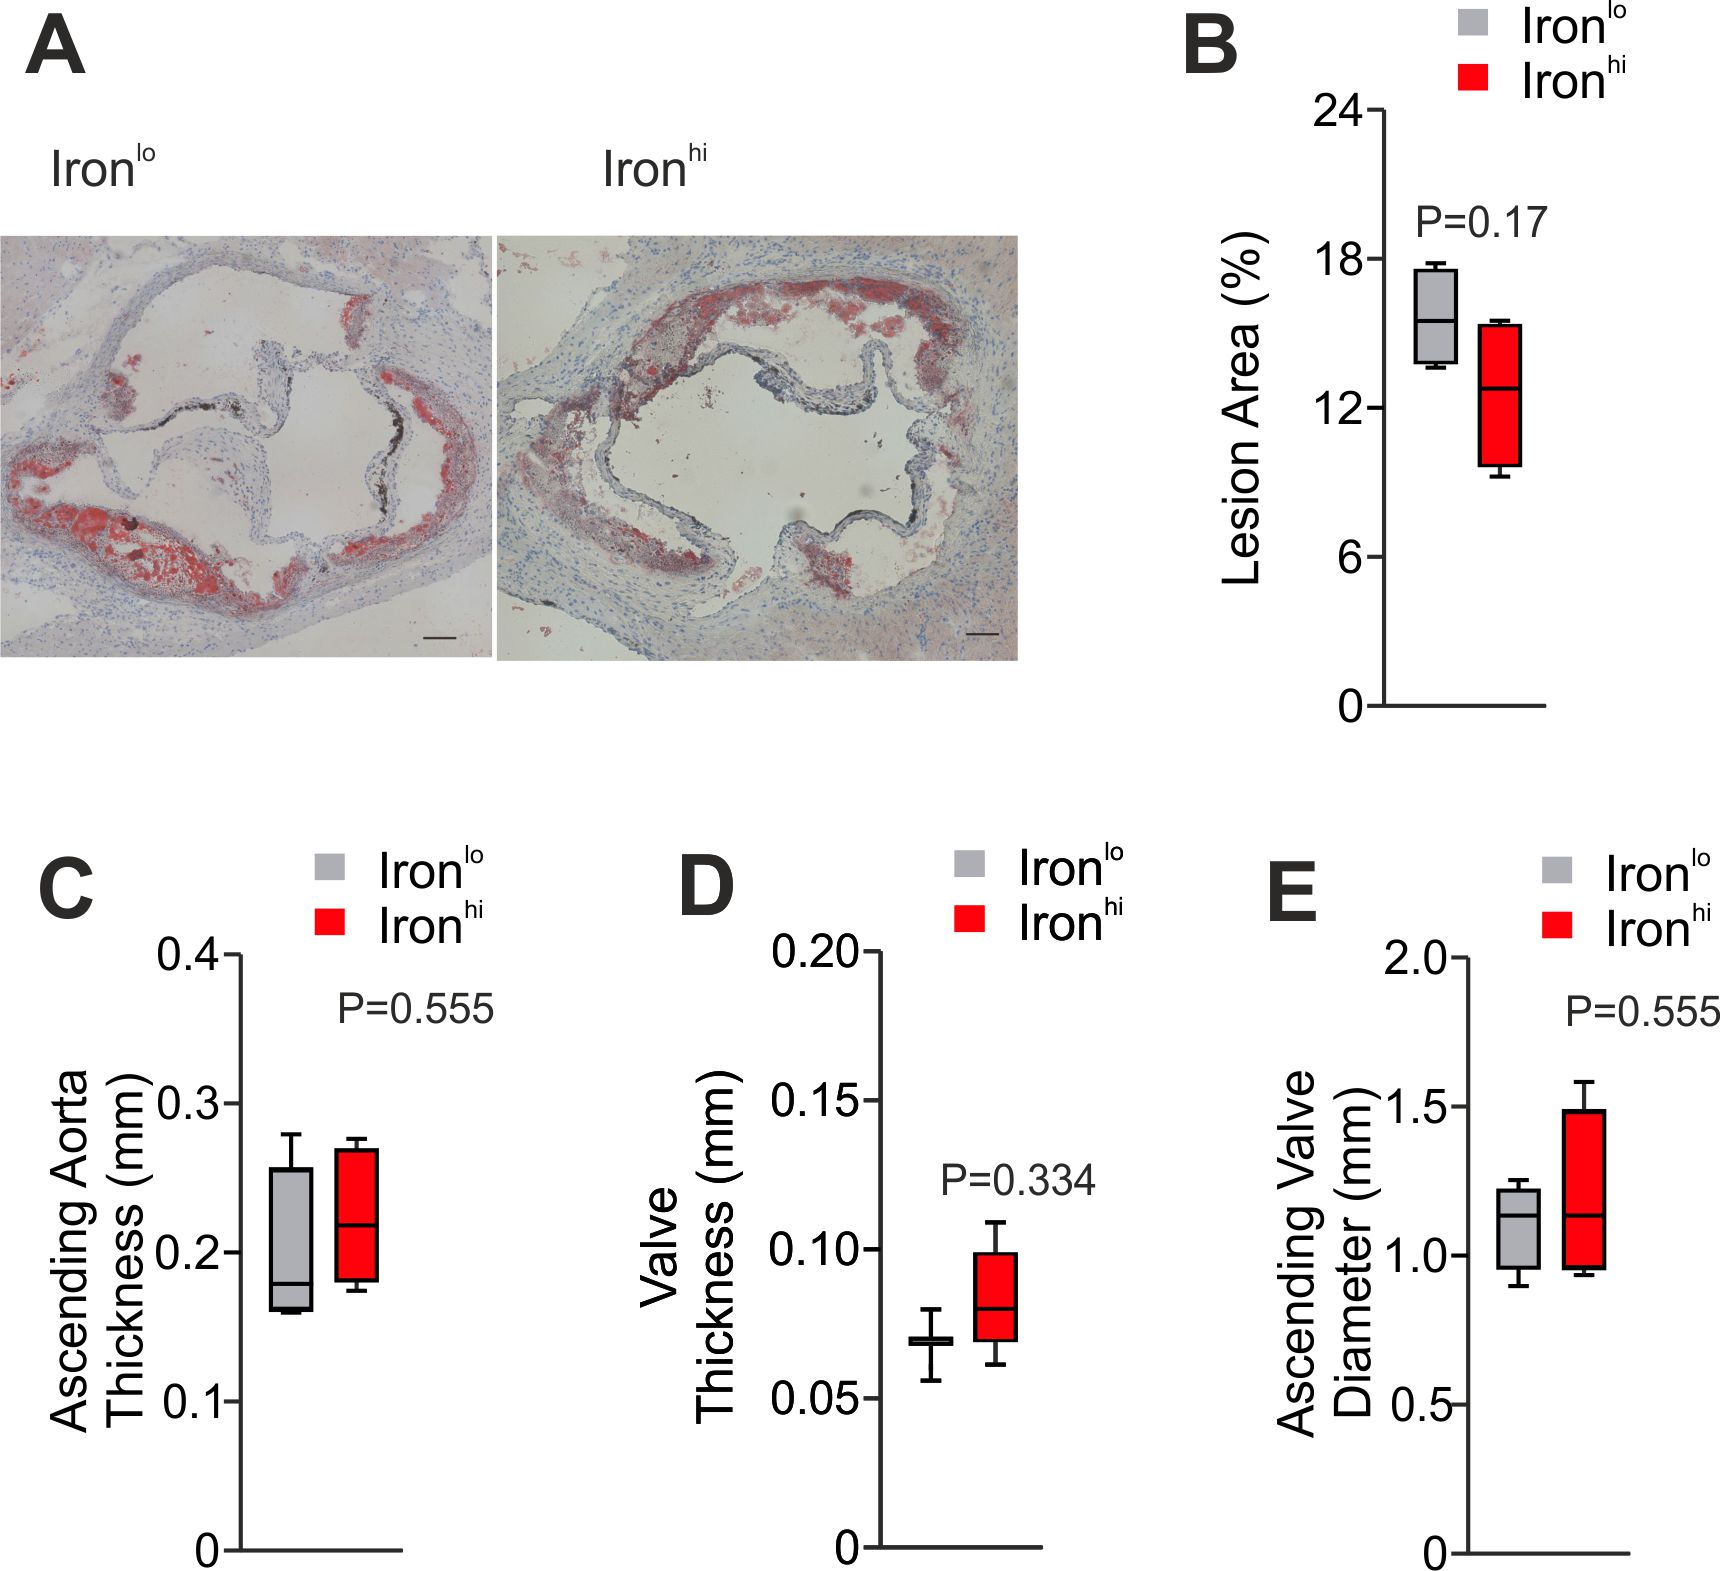 A
Iron^lo
Iron^hi
B
Iron^lo
Iron^hi
24
18
12
6
0
Lesion Area (%)
P=0.17
C
Iron^lo
Iron^hi
0.4
0.3
0.2
0.1
0
Ascending Aorta
Thickness (mm)
P=0.555
D
Iron^lo
Iron^hi
0.20
0.15
0.10
0.05
0
Valve
Thickness (mm)
P=0.334
E
Iron^lo
Iron^hi
2.0
1.5
1.0
0.5
0
Ascending Valve
Diameter (mm)
P=0.555